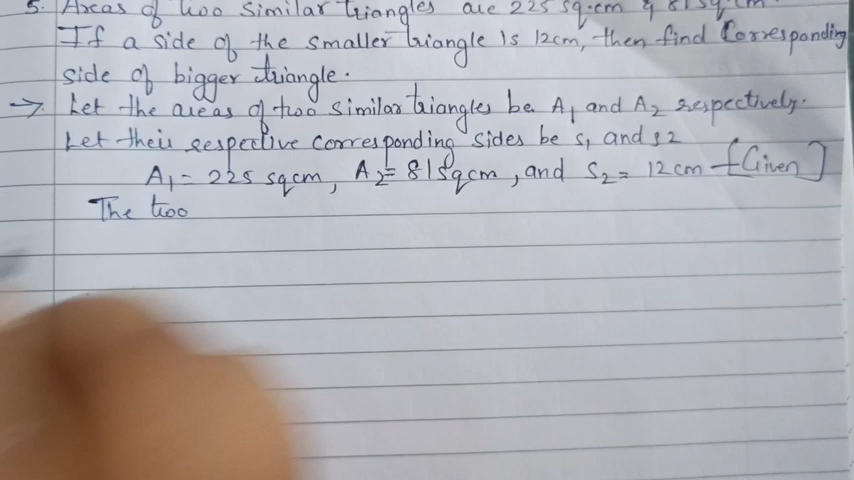 5. Areas of two similar triangles are 225 sq.cm & 81 sq.cm
If a side of the smaller triangle is 12cm, then find Corresponding
side of bigger triangle.
→ Let the areas of two similar triangles be A₁ and A₂ respectively.
Let their respective corresponding sides be s₁ and s2
A₁ = 225 sqcm, A₂ = 81 sqcm, and S₂ = 12cm -[Given]
The two